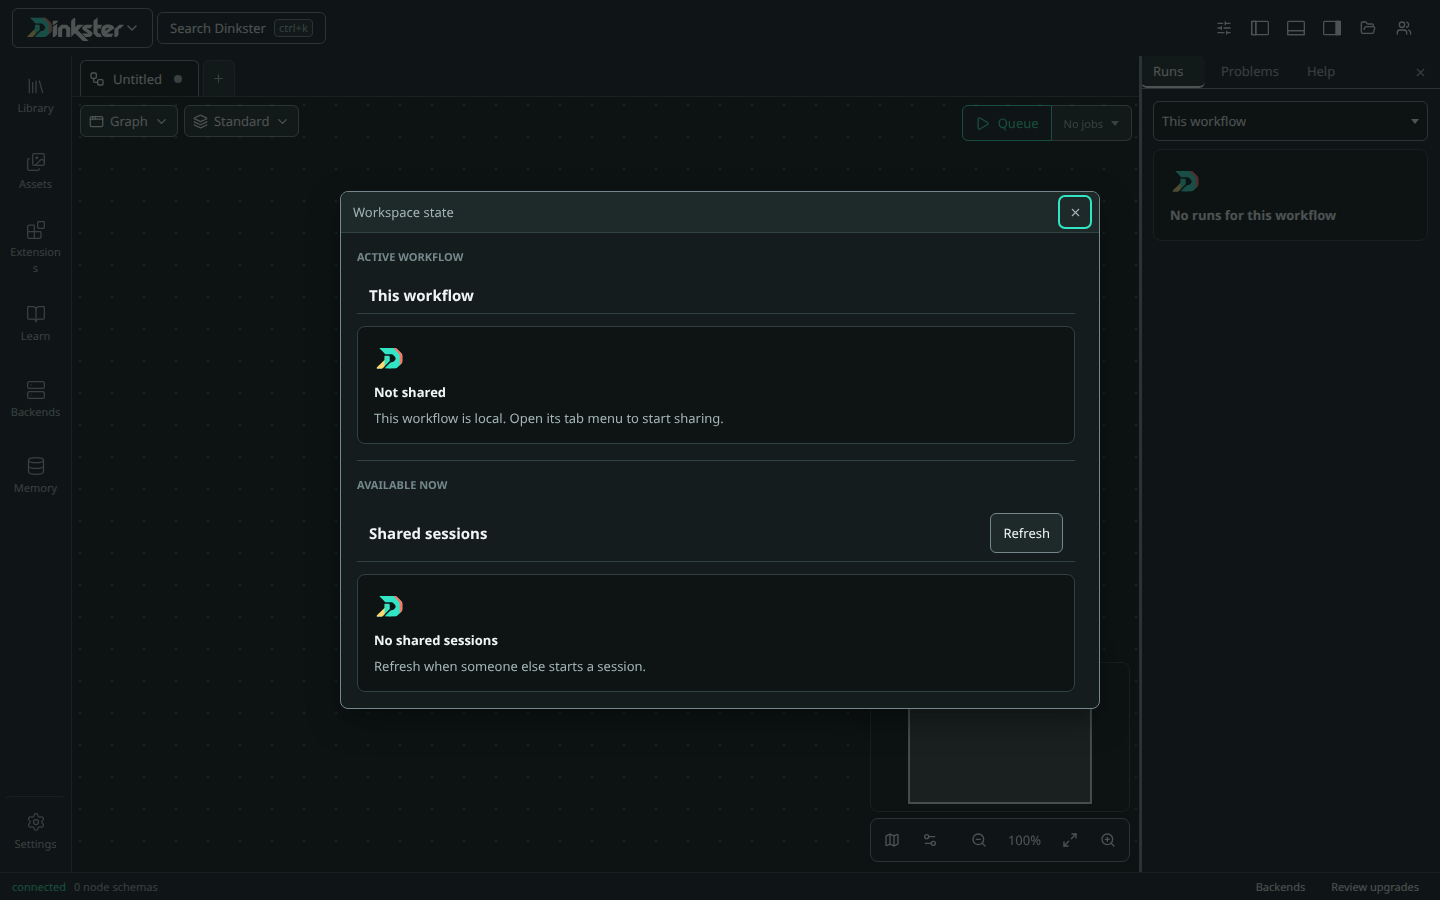 Dinkster
Search Dinkster ctrl+k
Library
Assets
Extension
s
Learn
Backends
Memory
Settings
Untitled
+
Graph
Standard
Queue
No jobs
Runs
Problems
Help
This workflow
No runs for this workflow
Workspace state
ACTIVE WORKFLOW
This workflow
Not shared
This workflow is local. Open its tab menu to start sharing.
AVAILABLE NOW
Shared sessions
Refresh
No shared sessions
Refresh when someone else starts a session.
100%
connected 0 node schemas
Backends
Review upgrades